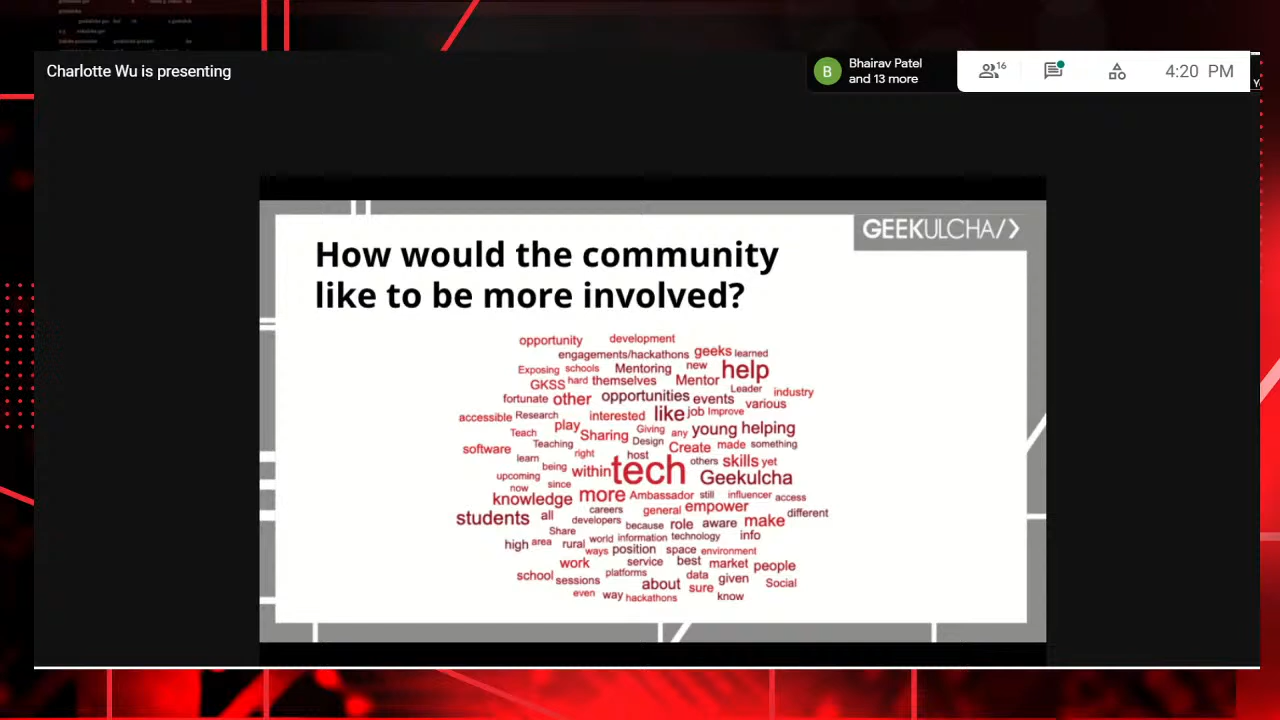 Charlotte Wu is presenting
B
Bhairav Patel
and 13 more
16
4:20 PM
GEEKULCHA/>
How would the community
like to be more involved?
opportunity development
engagements/hackathons geeks learned
Exposing schools Mentoring new help
GKSS hard themselves Mentor Leader industry
fortunate other opportunities events various
accessible Research interested like job Improve
play Giving any young helping
Teach Sharing Design Create made something
software Teaching right host others skills yet
learn being within tech Geekulcha
upcoming since
now knowledge more Ambassador still influencer access
careers general empower different
students all developers because role aware make
Share world information technology info
high area rural ways position space environment
work service best market people
school sessions platforms about data given Social
sure
even way hackathons know